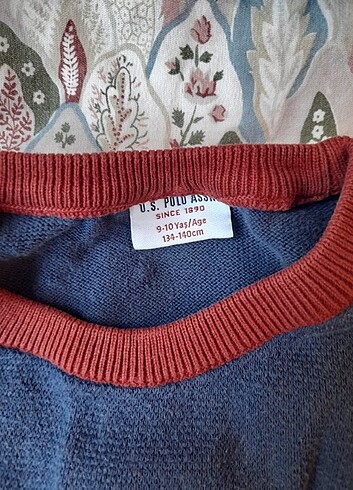 U.S. POLO ASSN.
SINCE 1890
9-10 Yaş/Age
134-140cm